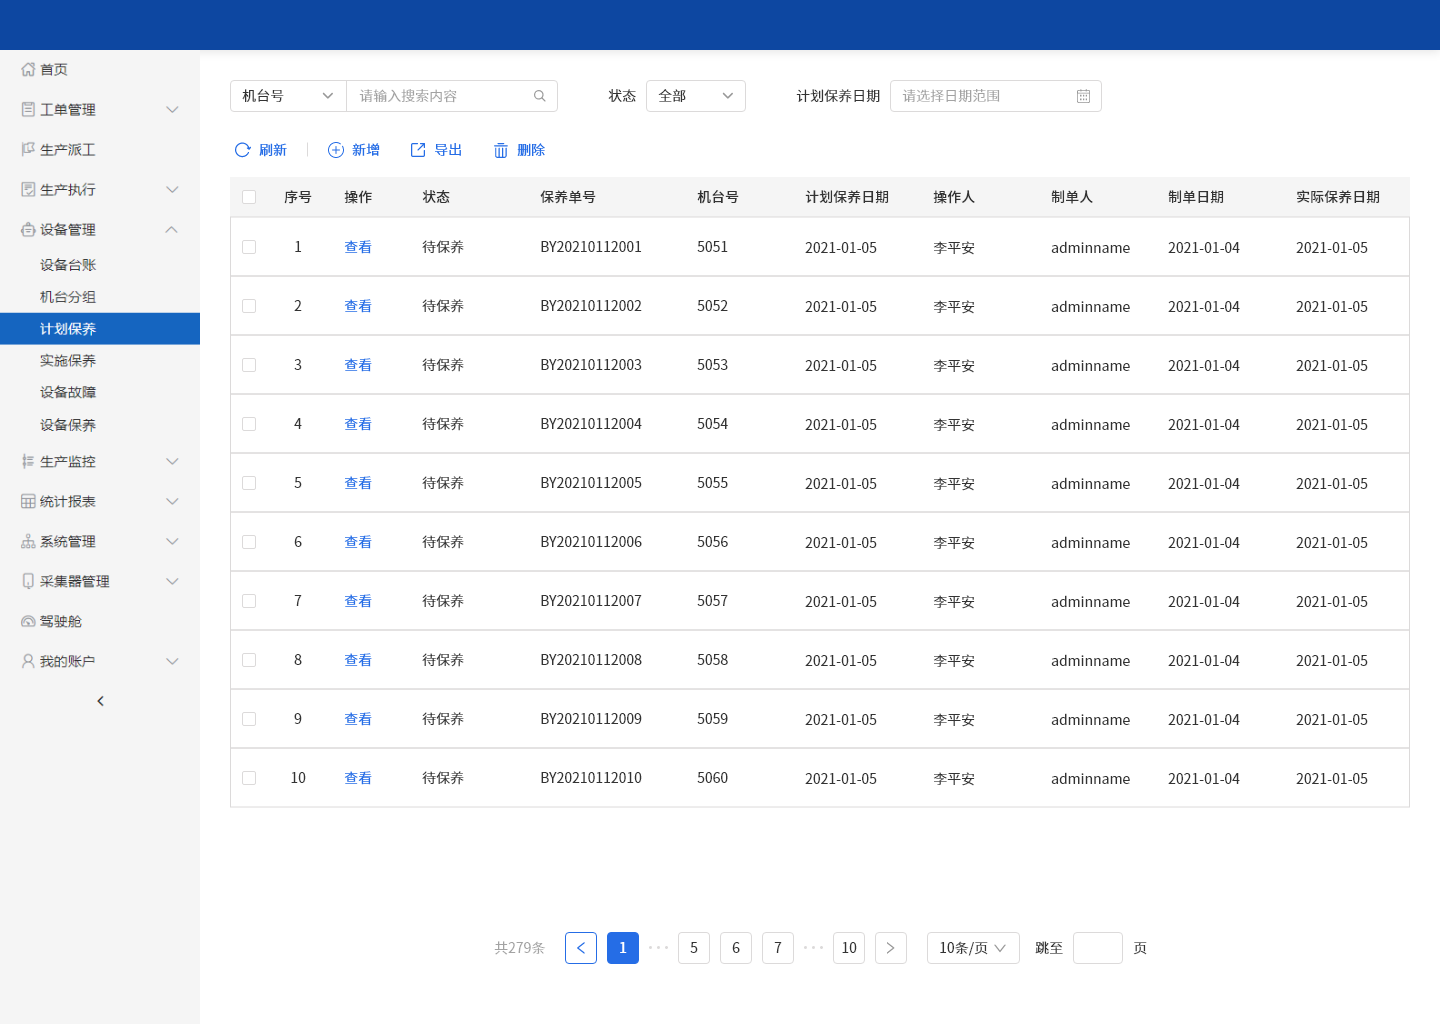 首页
工单管理
生产派工
生产执行
设备管理
设备台账
机台分组
计划保养
实施保养
设备故障
设备保养
生产监控
统计报表
系统管理
采集器管理
驾驶舱
我的账户
机台号 请输入搜索内容 状态 全部 计划保养日期 请选择日期范围
刷新 新增 导出 删除
序号 操作 状态 保养单号 机台号 计划保养日期 操作人 制单人 制单日期 实际保养日期
1 查看 待保养 BY20210112001 5051 2021-01-05 李平安 adminname 2021-01-04 2021-01-05
2 查看 待保养 BY20210112002 5052 2021-01-05 李平安 adminname 2021-01-04 2021-01-05
3 查看 待保养 BY20210112003 5053 2021-01-05 李平安 adminname 2021-01-04 2021-01-05
4 查看 待保养 BY20210112004 5054 2021-01-05 李平安 adminname 2021-01-04 2021-01-05
5 查看 待保养 BY20210112005 5055 2021-01-05 李平安 adminname 2021-01-04 2021-01-05
6 查看 待保养 BY20210112006 5056 2021-01-05 李平安 adminname 2021-01-04 2021-01-05
7 查看 待保养 BY20210112007 5057 2021-01-05 李平安 adminname 2021-01-04 2021-01-05
8 查看 待保养 BY20210112008 5058 2021-01-05 李平安 adminname 2021-01-04 2021-01-05
9 查看 待保养 BY20210112009 5059 2021-01-05 李平安 adminname 2021-01-04 2021-01-05
10 查看 待保养 BY20210112010 5060 2021-01-05 李平安 adminname 2021-01-04 2021-01-05
共279条 1 ··· 5 6 7 ··· 10 10条/页 跳至 页